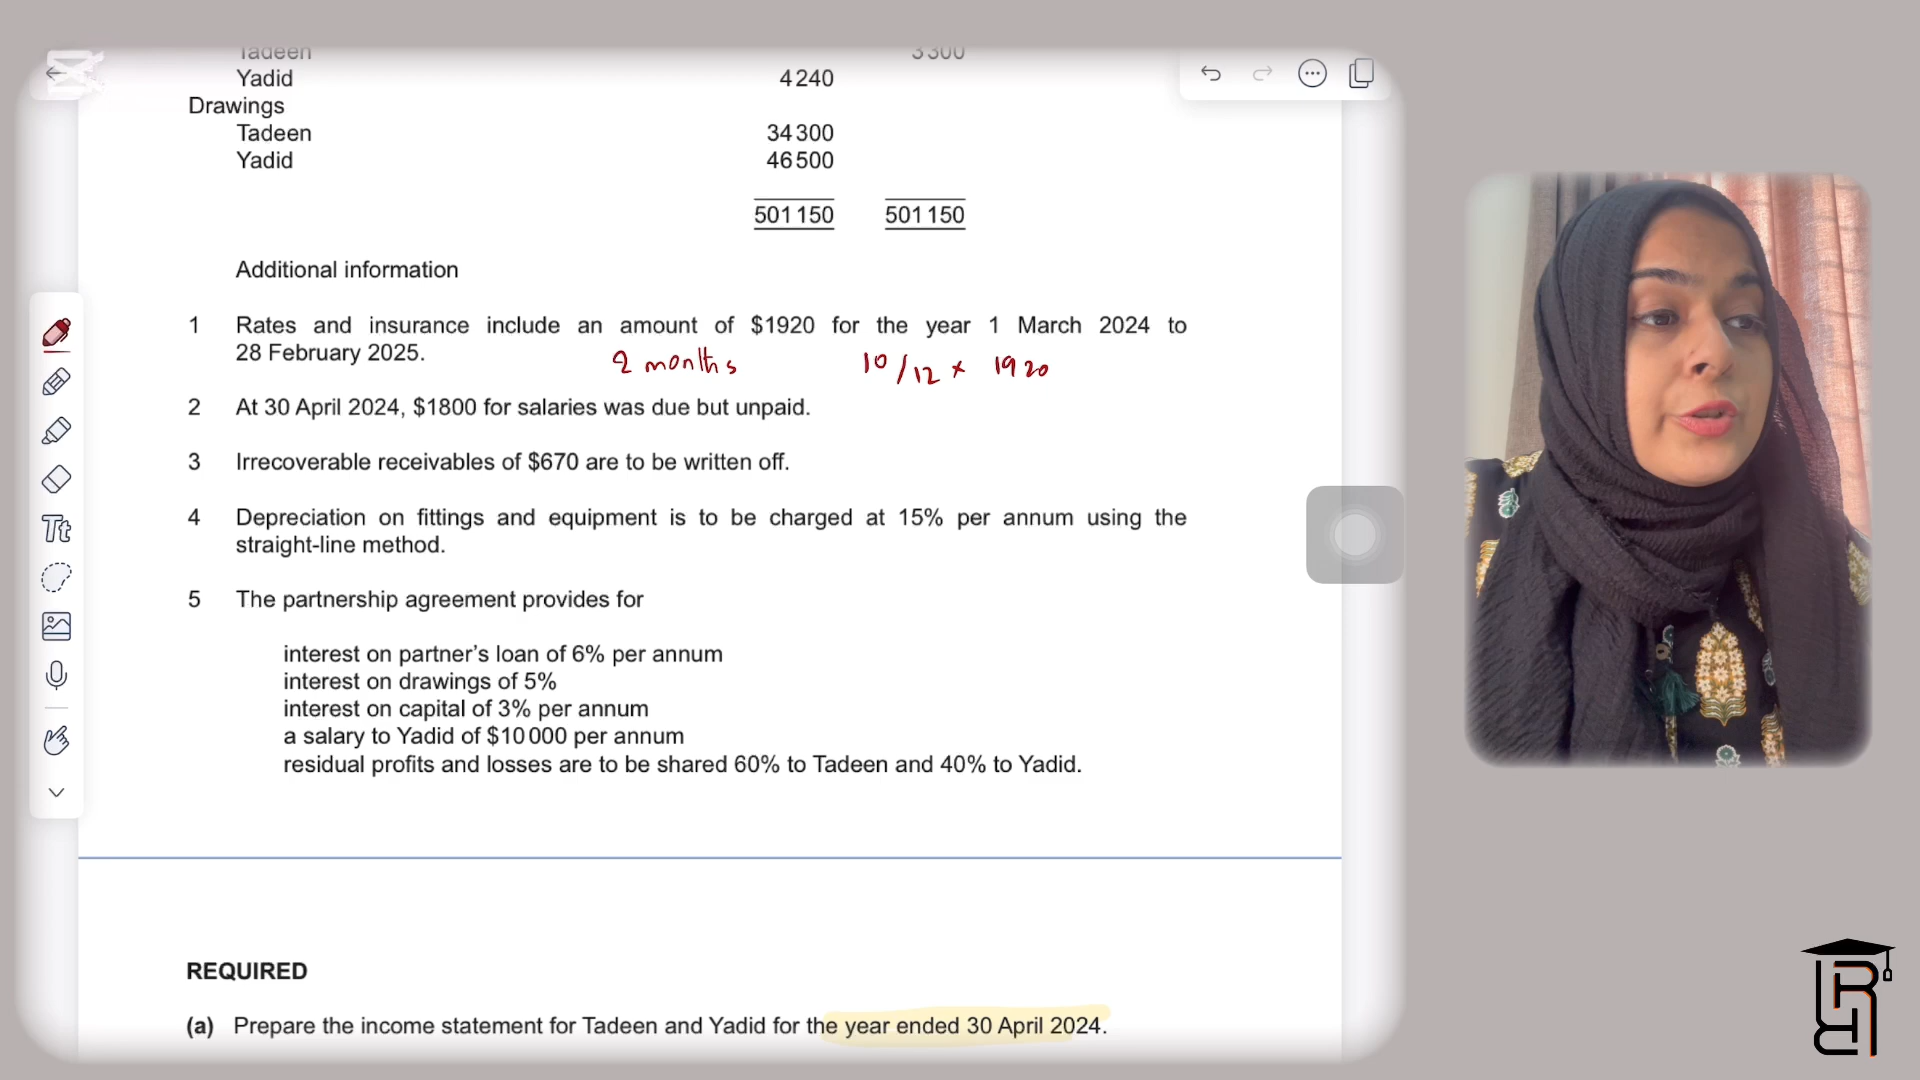 Tadeen 3300
Yadid 4240
Drawings
Tadeen 34300
Yadid 46500
501150 501150
Additional information
1 Rates and insurance include an amount of $1920 for the year 1 March 2024 to
28 February 2025.
2 months 10/12 × 1920
2 At 30 April 2024, $1800 for salaries was due but unpaid.
3 Irrecoverable receivables of $670 are to be written off.
4 Depreciation on fittings and equipment is to be charged at 15% per annum using the
straight-line method.
5 The partnership agreement provides for
interest on partner's loan of 6% per annum
interest on drawings of 5%
interest on capital of 3% per annum
a salary to Yadid of $10000 per annum
residual profits and losses are to be shared 60% to Tadeen and 40% to Yadid.
REQUIRED
(a) Prepare the income statement for Tadeen and Yadid for the year ended 30 April 2024.
Tt